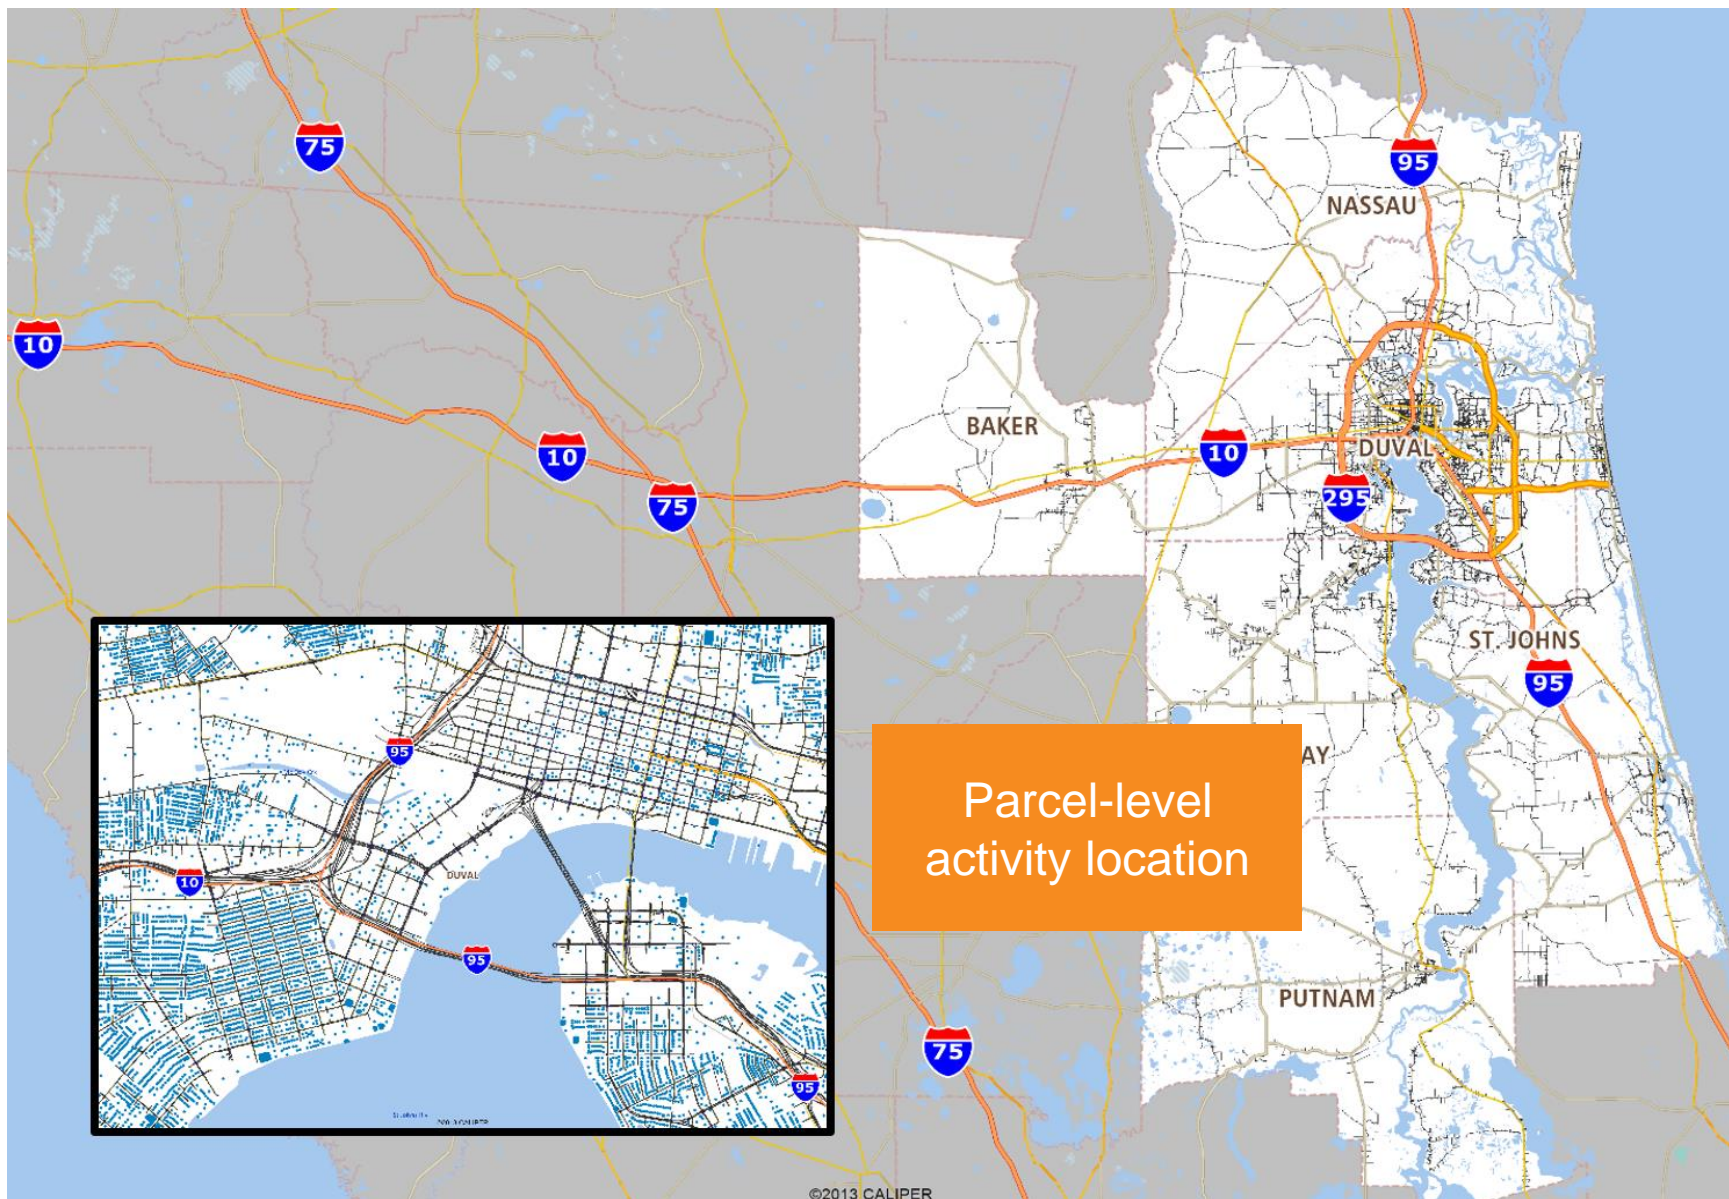 75
95
NASSAU
10
BAKER
10
10
DUVAL
295
75
ST. JOHNS
95
95
AY
Parcel-level
activity location
10
DUVAL
95
PUTNAM
75
95
©2013 CALIPER